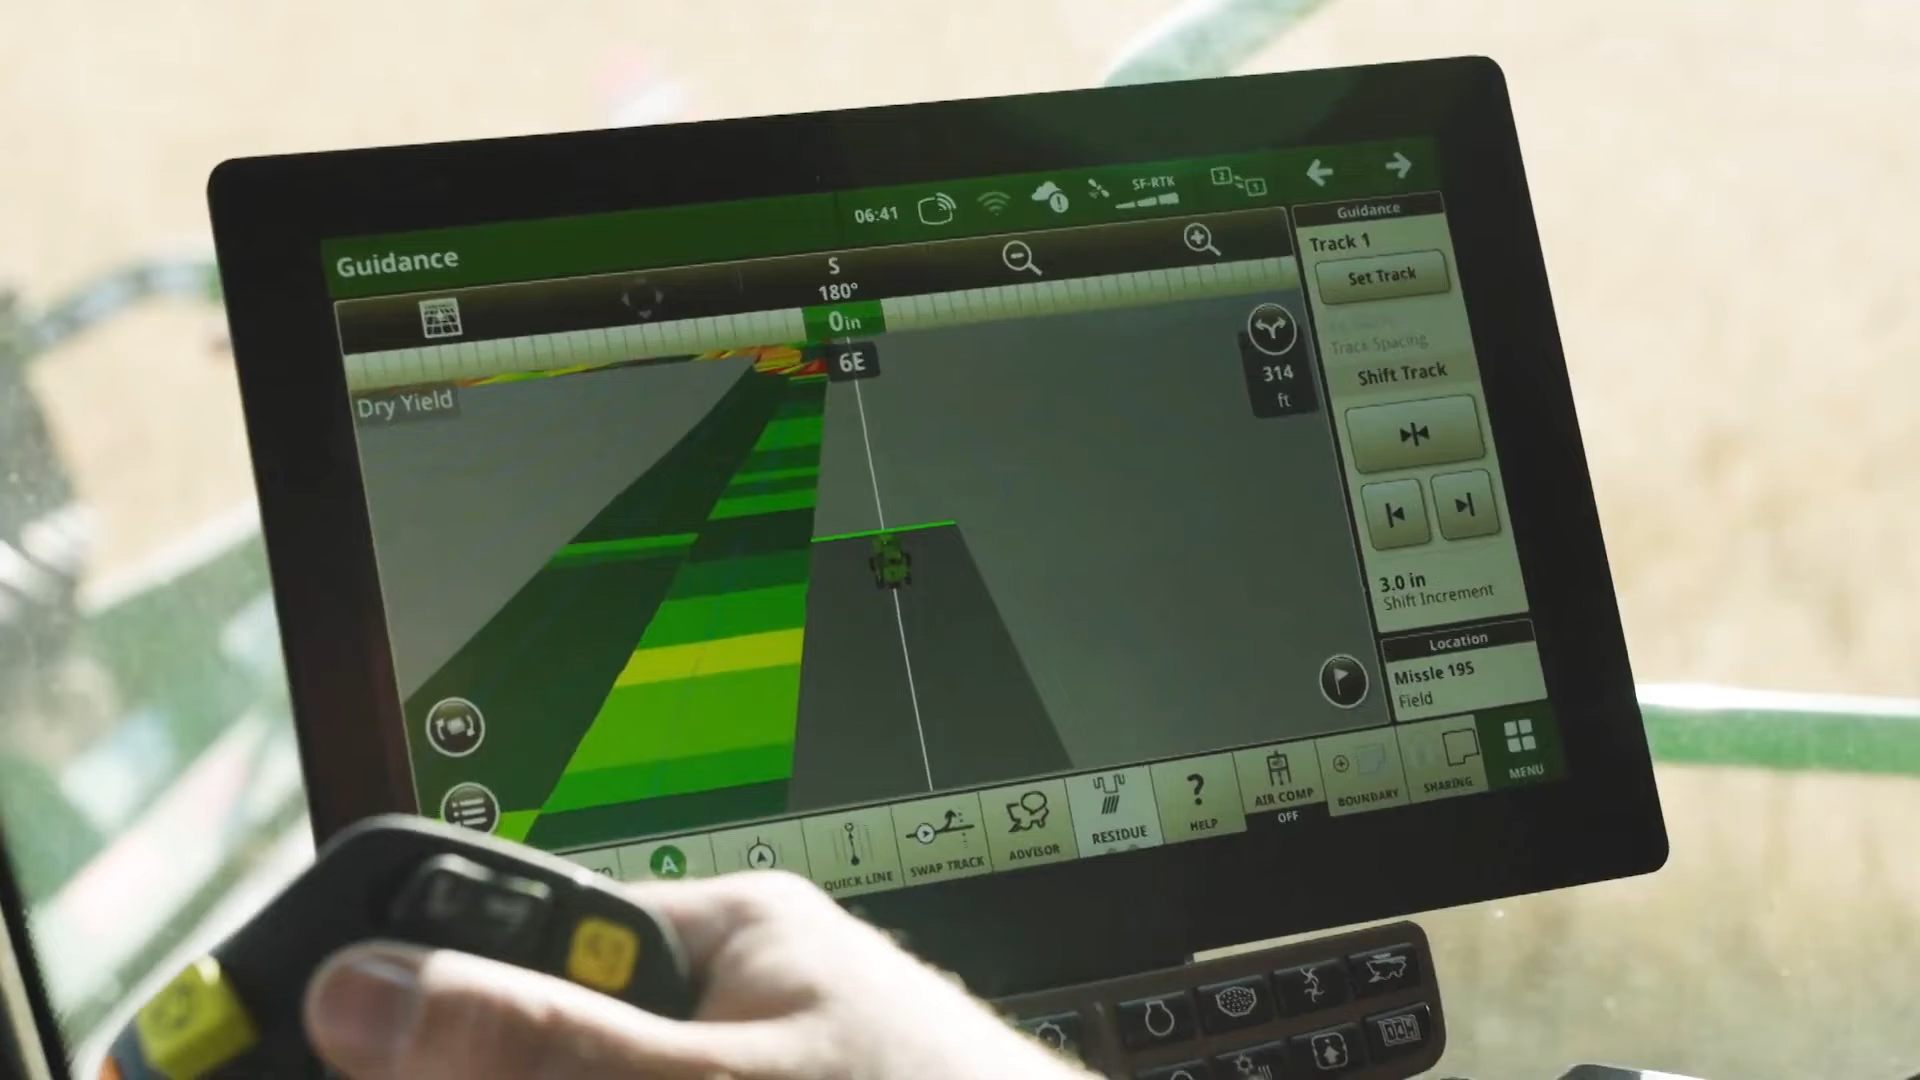 06:41
SF-RTK
2
1
Guidance
S
180°
0in
6E
Dry Yield
314
ft
Guidance
Track 1
Set Track
Track Spacing
Shift Track
3.0 in
Shift Increment
Location
Missle 195
Field
A
QUICK LINE
SWAP TRACK
ADVISOR
RESIDUE
?
HELP
AIR COMP
OFF
BOUNDARY
SHARING
MENU